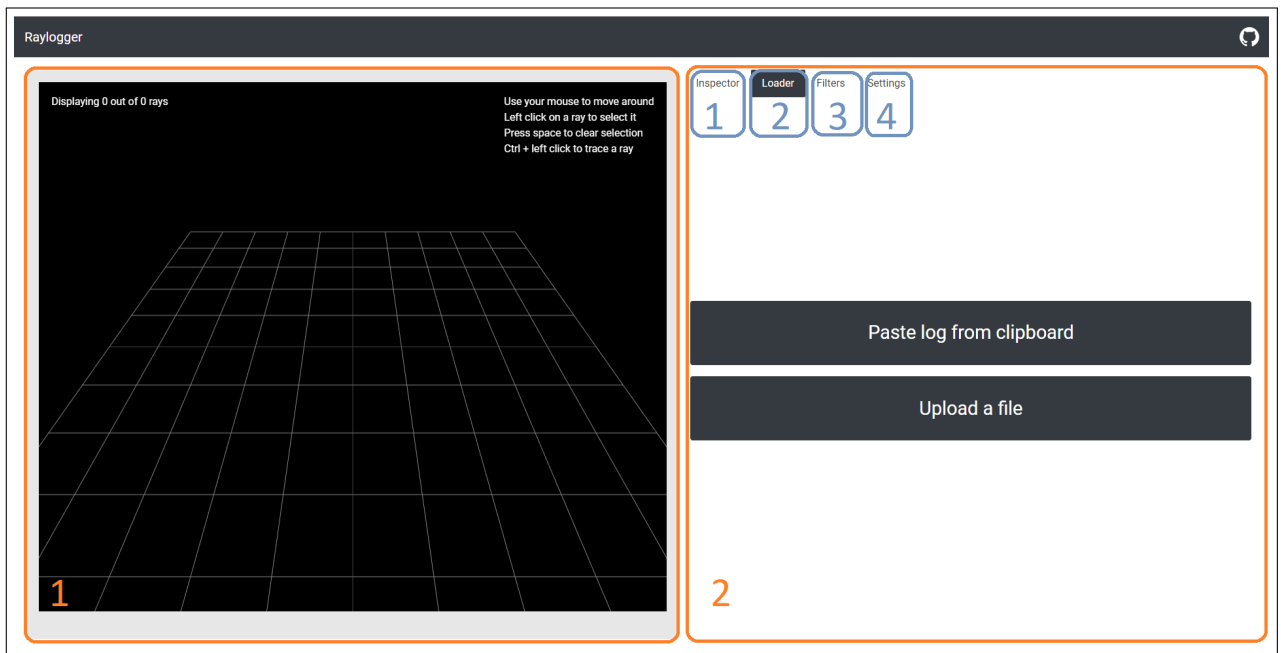 Raylogger
Displaying 0 out of 0 rays
Use your mouse to move around
Left click on a ray to select it
Press space to clear selection
Ctrl + left click to trace a ray
1
Inspector Loader Filters Settings
1 2 3 4
Paste log from clipboard
Upload a file
2